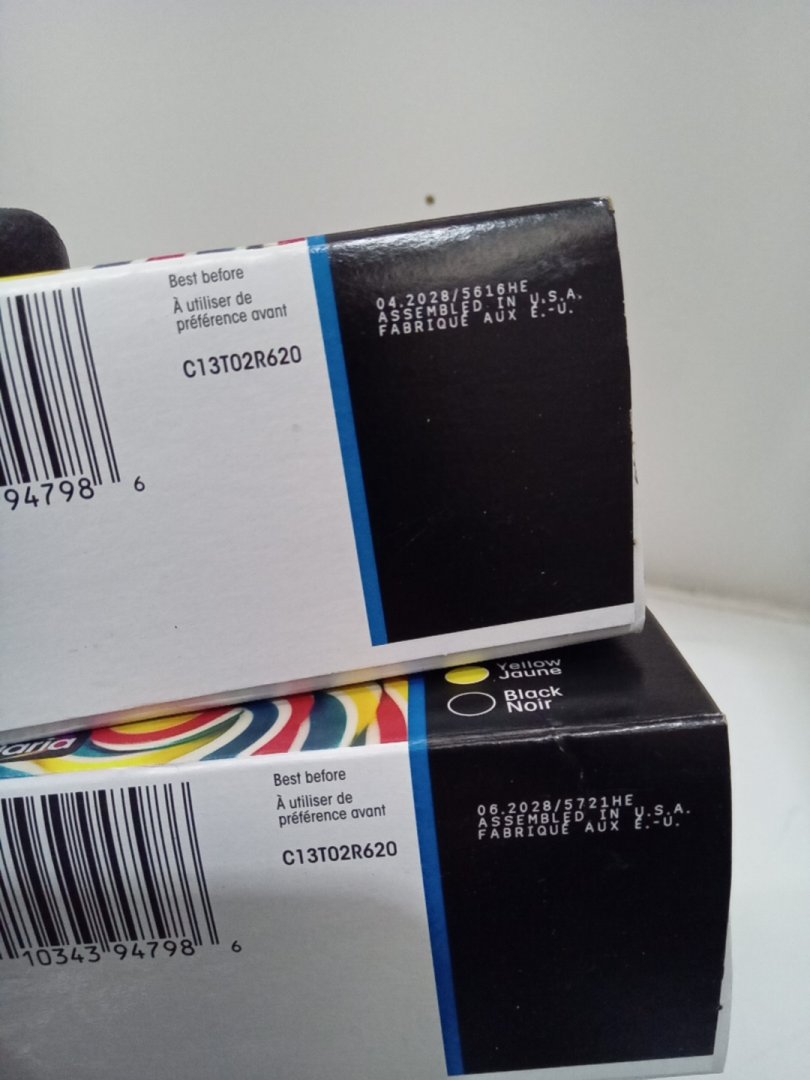 Best before
À utiliser de
préférence avant
C13T02R620
94798 6
04.2028/5616HE
ASSEMBLED IN U.S.A.
FABRIQUÉ AUX É.-U.
Yellow
Jaune
Black
Noir
aria
Best before
À utiliser de
préférence avant
C13T02R620
10343 94798 6
06.2028/5721HE
ASSEMBLED IN U.S.A.
FABRIQUÉ AUX É.-U.